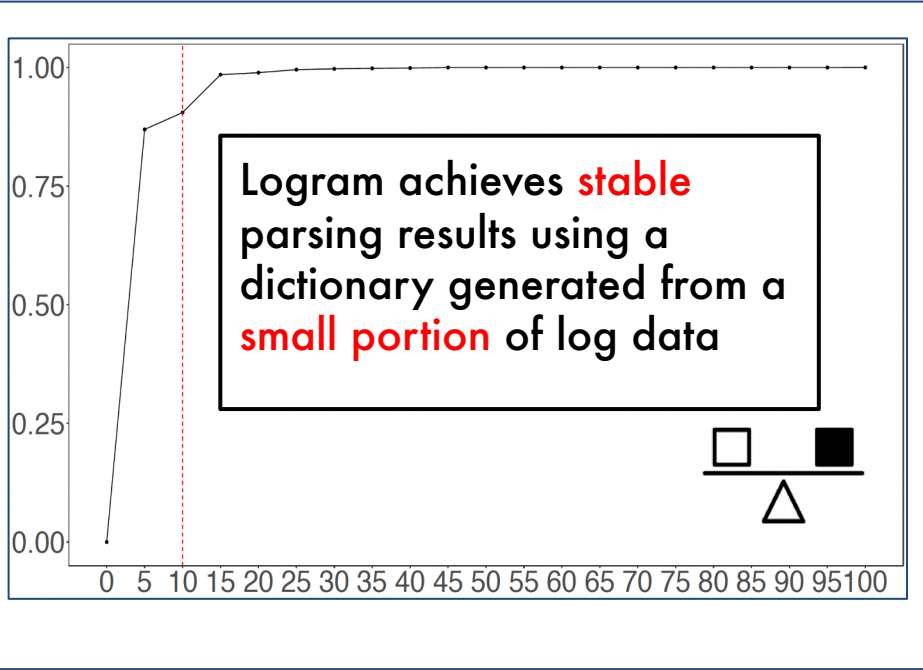 1.00
0.75
0.50
0.25
0.00
Logram achieves stable
parsing results using a
dictionary generated from a
small portion of log data
0 5 10 15 20 25 30 35 40 45 50 55 60 65 70 75 80 85 90 95 100